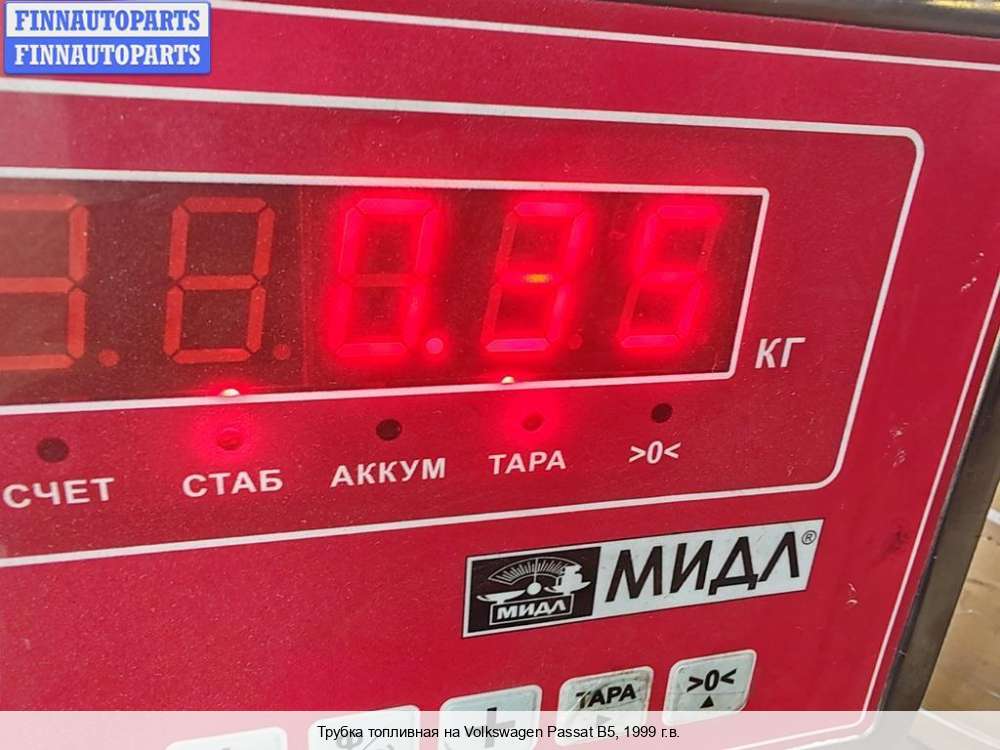 FINNAUTOPARTS
FINNAUTOPARTS
0.35
КГ
СЧЕТ СТАБ АККУМ ТАРА >0<
МИДЛ МИДЛ®
+ ТАРА >0<
Трубка топливная на Volkswagen Passat B5, 1999 г.в.